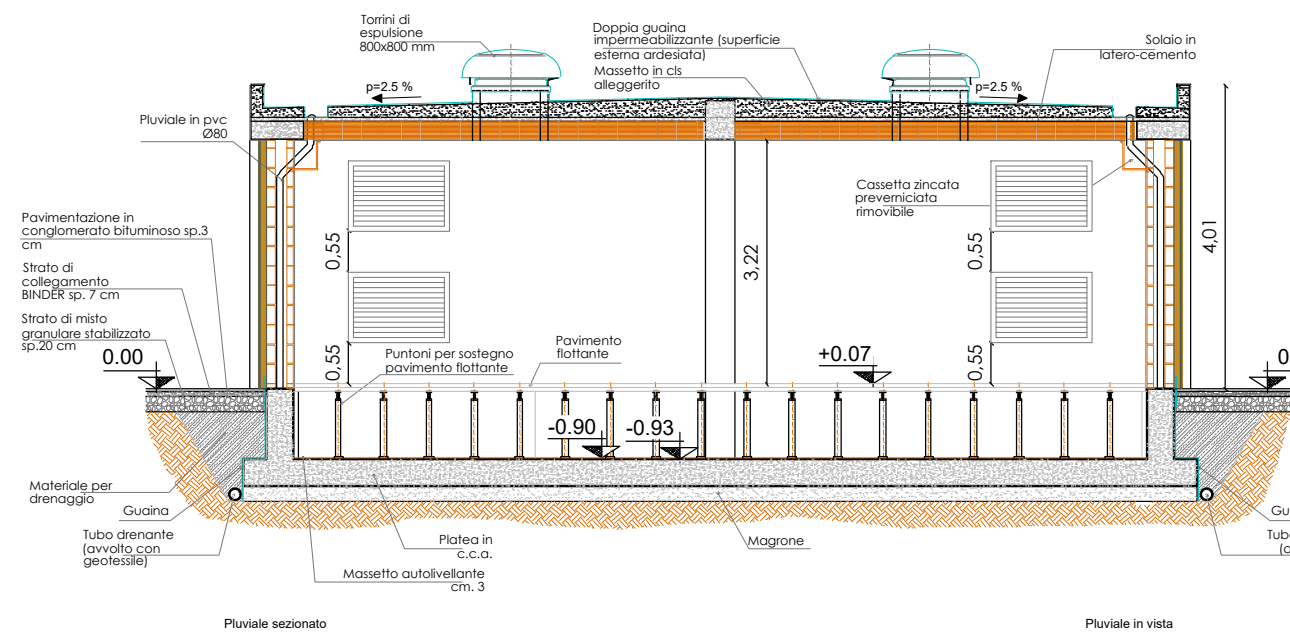 Torrini di
espulsione
800x800 mm
Doppia guaina
impermeabilizzante (superficie
esterna ardesiata)
Massetto in cls
alleggerito
Solaio in
latero-cemento
p=2.5 %
p=2.5 %
Pluviale in pvc
Ø80
Cassetta zincata
preverniciata
rimovibile
Pavimentazione in
conglomerato bituminoso sp.3
cm
Strato di
collegamento
BINDER sp. 7 cm
Strato di misto
granulare stabilizzato
sp.20 cm
0,55
0,55
3,22
0,55
0,55
4,01
0.00
Puntoni per sostegno
pavimento flottante
Pavimento
flottante
+0.07
0
-0.90
-0.93
Materiale per
drenaggio
Guaina
Tubo drenante
(avvolto con
geotessile)
Platea in
c.c.a.
Massetto autolivellante
cm. 3
Magrone
Gu
Tub
(a
Pluviale sezionato
Pluviale in vista